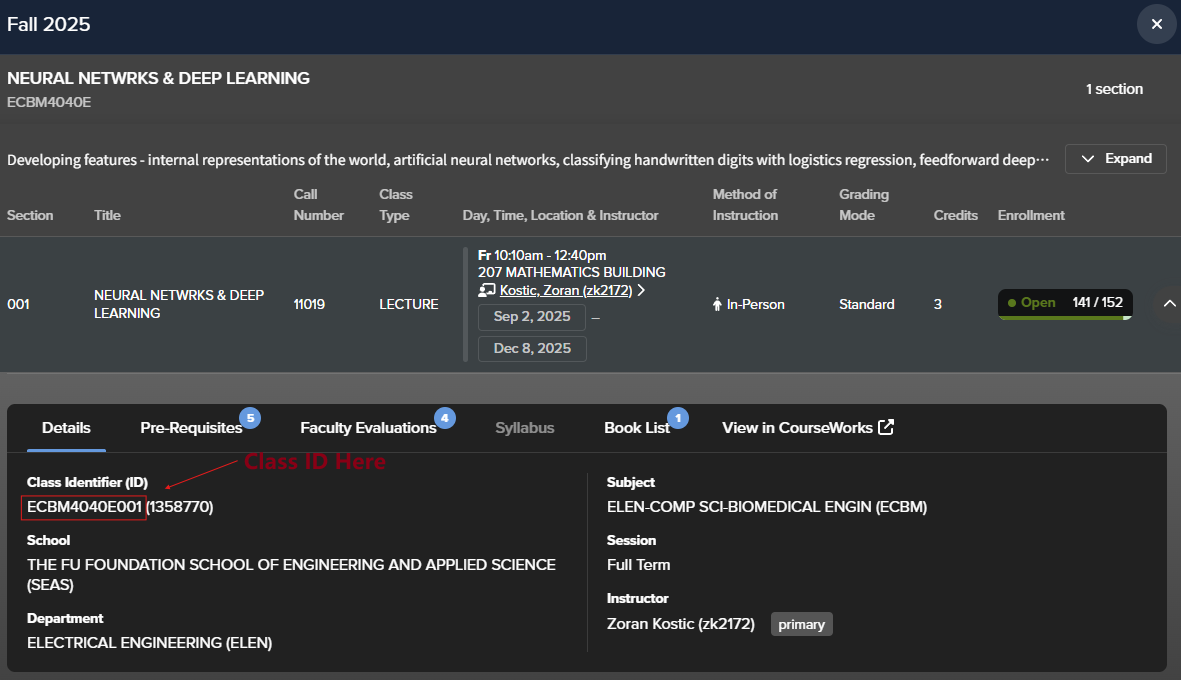 Fall 2025
NEURAL NETWRKS & DEEP LEARNING
ECBM4040E
1 section
Developing features - internal representations of the world, artificial neural networks, classifying handwritten digits with logistics regression, feedforward deep···
Expand
Section
Title
Call
Number
Class
Type
Day, Time, Location & Instructor
Method of
Instruction
Grading
Mode
Credits
Enrollment
001
NEURAL NETWRKS & DEEP
LEARNING
11019
LECTURE
Fr 10:10am - 12:40pm
207 MATHEMATICS BUILDING
Kostic, Zoran (zk2172)
Sep 2, 2025 –
Dec 8, 2025
In-Person
Standard
3
Open 141 / 152
Details
Pre-Requisites 5
Faculty Evaluations 4
Syllabus
Book List 1
View in CourseWorks
Class ID Here
Class Identifier (ID)
ECBM4040E001 (1358770)
School
THE FU FOUNDATION SCHOOL OF ENGINEERING AND APPLIED SCIENCE
(SEAS)
Department
ELECTRICAL ENGINEERING (ELEN)
Subject
ELEN-COMP SCI-BIOMEDICAL ENGIN (ECBM)
Session
Full Term
Instructor
Zoran Kostic (zk2172) primary